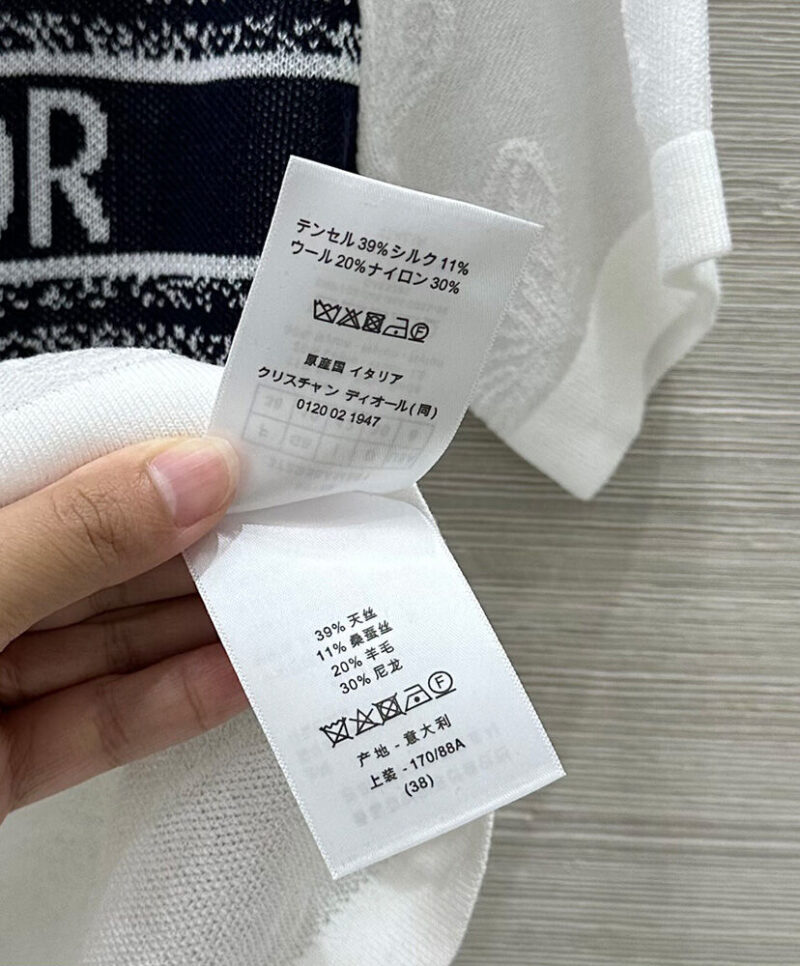 OR
テンセル 39% シルク 11%
ウール 20% ナイロン 30%
F
原産国 イタリア
クリスチャン ディオール(同)
0120 02 1947
39% 天丝
11% 桑蚕丝
20% 羊毛
30% 尼龙
F
产地 - 意大利
上装 - 170/88A
(38)